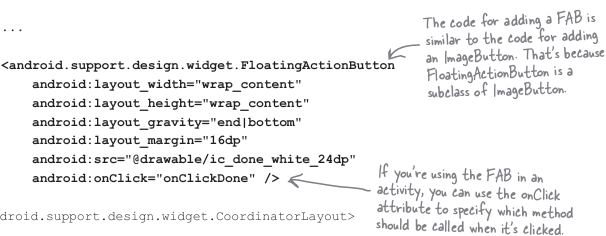 ...
The code for adding a FAB is
similar to the code for adding
an ImageButton. That's because
FloatingActionButton is a
subclass of ImageButton.
<android.support.design.widget.FloatingActionButton
android:layout_width="wrap_content"
android:layout_height="wrap_content"
android:layout_gravity="end|bottom"
android:layout_margin="16dp"
android:src="@drawable/ic_done_white_24dp"
android:onClick="onClickDone" />
If you're using the FAB in an
activity, you can use the onClick
attribute to specify which method
should be called when it's clicked.
droid.support.design.widget.CoordinatorLayout>